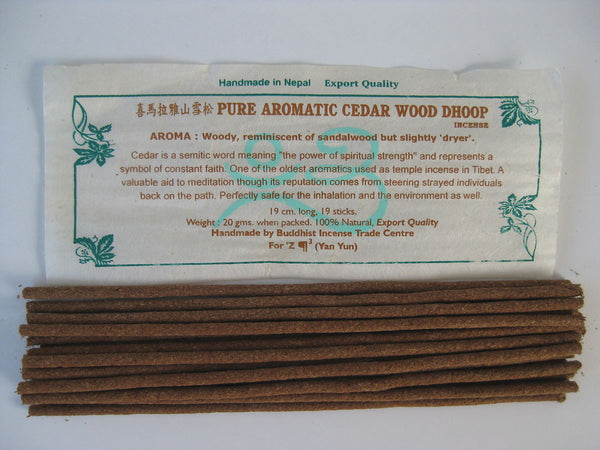 Handmade in Nepal Export Quality
喜馬拉雅山雪松 PURE AROMATIC CEDAR WOOD DHOOP
INCENSE
AROMA : Woody, reminiscent of sandalwood but slightly 'dryer'.
Cedar is a semitic word meaning "the power of spiritual strength" and represents a
symbol of constant faith. One of the oldest aromatics used as temple incense in Tibet. A
valuable aid to meditation though its reputation comes from steering strayed individuals
back on the path. Perfectly safe for the inhalation and the environment as well.
19 cm. long, 19 sticks.
Weight : 20 gms. when packed. 100% Natural, Export Quality
Handmade by Buddhist Incense Trade Centre
For 'Z ¶³ (Yan Yun)